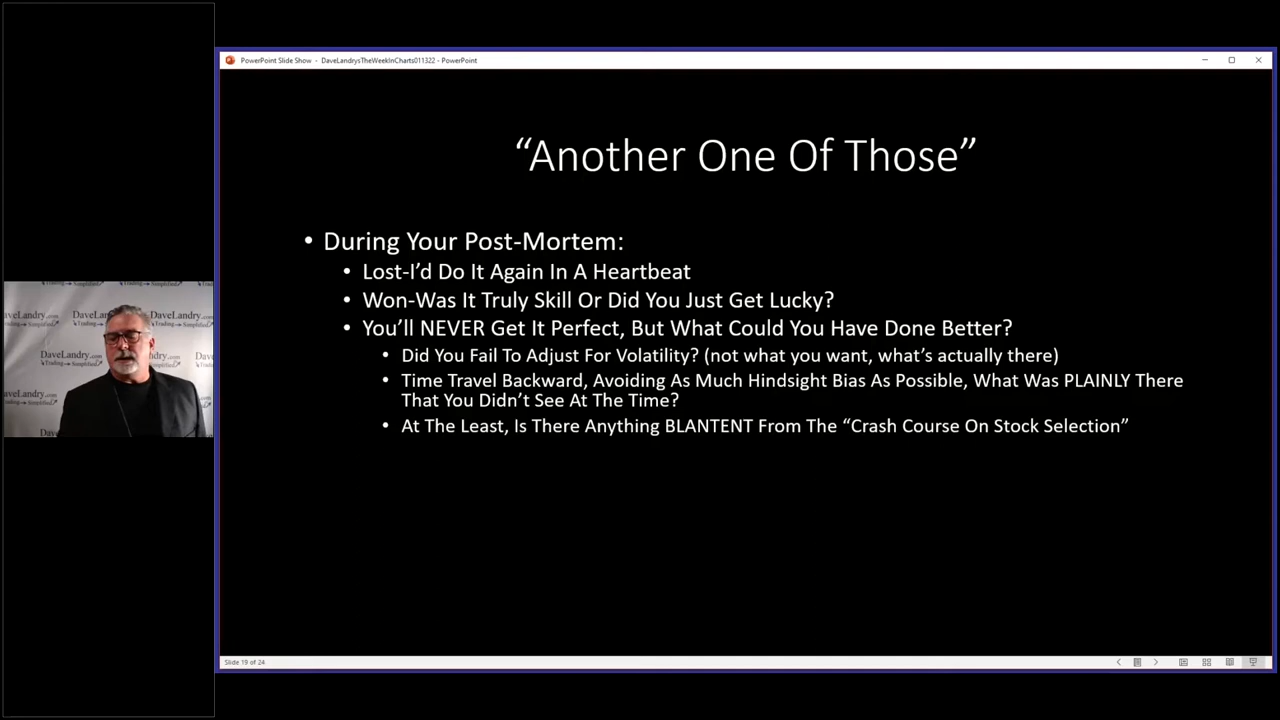 PowerPoint Slide Show - DaveLandrysTheWeekInCharts011322 - PowerPoint
“Another One Of Those”
• During Your Post-Mortem:
• Lost-I’d Do It Again In A Heartbeat
• Won-Was It Truly Skill Or Did You Just Get Lucky?
• You’ll NEVER Get It Perfect, But What Could You Have Done Better?
• Did You Fail To Adjust For Volatility? (not what you want, what’s actually there)
• Time Travel Backward, Avoiding As Much Hindsight Bias As Possible, What Was PLAINLY There
That You Didn’t See At The Time?
• At The Least, Is There Anything BLANTENT From The “Crash Course On Stock Selection”
DaveLandry.com
Trading Simplified
Slide 19 of 24